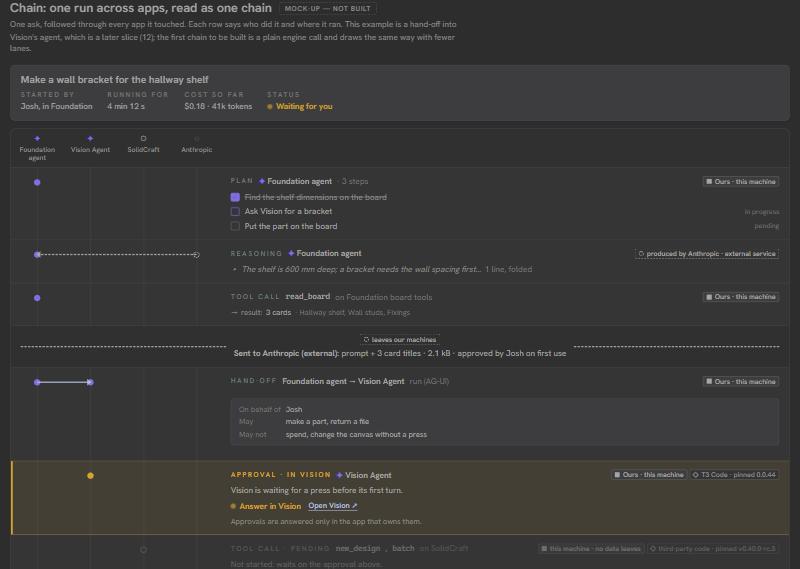 Chain: one run across apps, read as one chain MOCK-UP — NOT BUILT
One ask, followed through every app it touched. Each row says who did it and where it ran. This example is a hand-off into
Vision's agent, which is a later slice (12); the first chain to be built is a plain engine call and draws the same way with fewer
lanes.
Make a wall bracket for the hallway shelf
STARTED BY RUNNING FOR COST SO FAR STATUS
Josh, in Foundation 4 min 12 s $0.18 · 41k tokens Waiting for you
Foundation agent Vision Agent SolidCraft Anthropic
PLAN Foundation agent · 3 steps Ours · this machine
Find the shelf dimensions on the board
Ask Vision for a bracket in progress
Put the part on the board pending
REASONING Foundation agent produced by Anthropic · external service
The shelf is 600 mm deep; a bracket needs the wall spacing first... 1 line, folded
TOOL CALL read_board on Foundation board tools Ours · this machine
→ result: 3 cards · Hallway shelf, Wall studs, Fixings
leaves our machines
Sent to Anthropic (external): prompt + 3 card titles · 2.1 kB · approved by Josh on first use
HAND-OFF Foundation agent → Vision Agent run (AG-UI) Ours · this machine
On behalf of Josh
May make a part, return a file
May not spend, change the canvas without a press
APPROVAL · IN VISION Vision Agent Ours · this machine T3 Code · pinned 0.0.44
Vision is waiting for a press before its first turn.
Answer in Vision Open Vision ↗
Approvals are answered only in the app that owns them.
TOOL CALL · PENDING new_design , batch on SolidCraft this machine · no data leaves third-party code · pinned v0.40.0-rc.3
Not started: waits on the approval above.